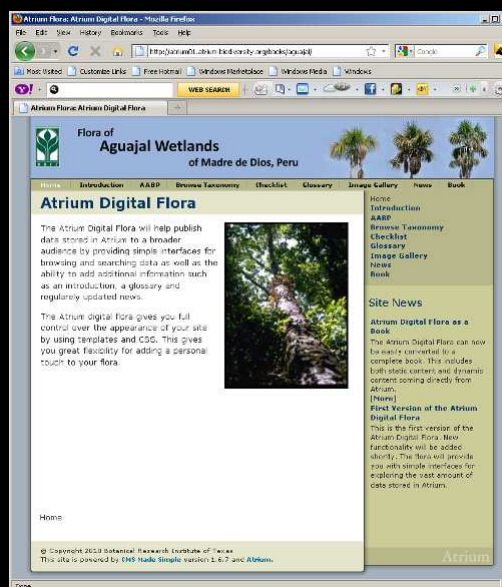 Atrium Flora: Atrium Digital Flora - Mozilla Firefox
File Edit View History Bookmarks Tools Help
http://atrium01.atrium-biodiversity.org/books/aguajal/
Google
Most Visited Customize Links Free Hotmail Windows Marketplace Windows Media Windows
Y! WEB SEARCH
Atrium Flora: Atrium Digital Flora
Flora of
Aguajal Wetlands
of Madre de Dios, Peru
Home Introduction AABP Browse Taxonomy Checklist Glossary Image Gallery News Book
Atrium Digital Flora
The Atrium Digital Flora will help publish
data stored in Atrium to a broader
audience by providing simple interfaces for
browsing and searching data as well as the
ability to add additional information such
as an introduction, a glossary and
regularely updated news.
The Atrium digital flora gives you full
control over the appearance of your site
by using templates and CSS. This gives
you great flexibility for adding a personal
touch to your flora.
Home
© Copyright 2010 Botanical Research Institute of Texas
This site is powered by CMS Made Simple version 1.6.7 and Atrium.
Home
Introduction
AABP
Browse Taxonomy
Checklist
Glossary
Image Gallery
News
Book
Site News
Atrium Digital Flora as a
Book
The Atrium Digital Flora can now
be easily converted to a
complete book. This includes
both static content and dynamic
content coming directly from
Atrium.
[More]
First Version of the Atrium
Digital Flora
This is the first version of the
Atrium Digital Flora. New
functionality will be added
shortly. The flora will provide
you with simple interfaces for
exploring the vast amount of
data stored in Atrium.
Atrium
Done